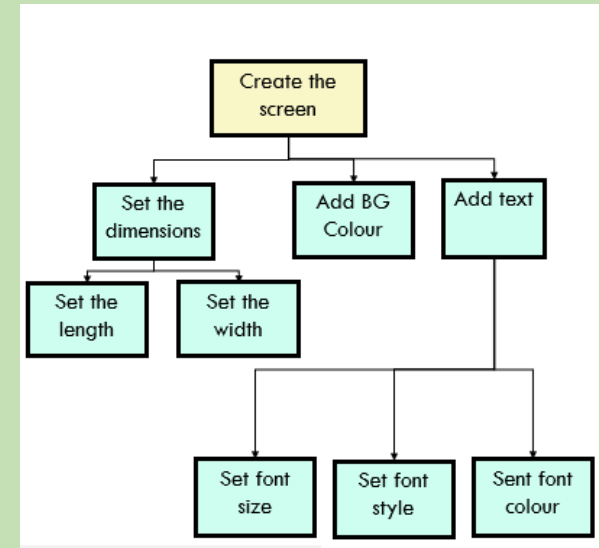 Create the
screen
Set the
dimensions
Add BG
Colour
Add text
Set the
length
Set the
width
Set font
size
Set font
style
Sent font
colour